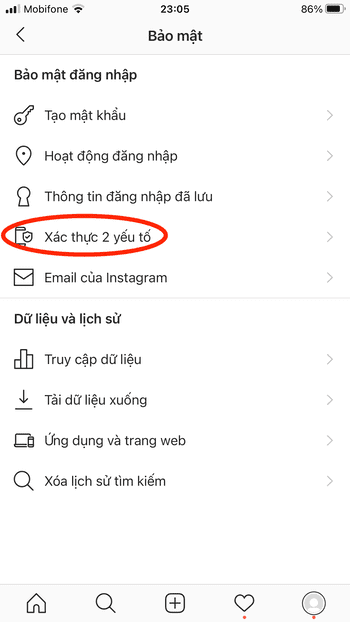 Mobifone 23:05 86%
Bảo mật
Bảo mật đăng nhập
Tạo mật khẩu
Hoạt động đăng nhập
Thông tin đăng nhập đã lưu
Xác thực 2 yếu tố
Email của Instagram
Dữ liệu và lịch sử
Truy cập dữ liệu
Tải dữ liệu xuống
Ứng dụng và trang web
Xóa lịch sử tìm kiếm